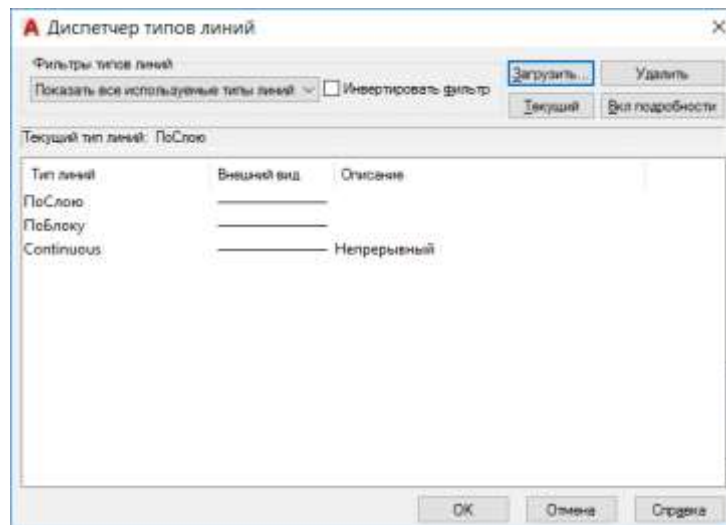 Диспетчер типов линий
Фильтры типов линий
Показать все используемые типы линий
Инвертировать фильтр
Загрузить...
Удалить
Текущий
Вкл подробности
Текущий тип линий: ПоСлою
Тип линий Внешний вид Описание
ПоСлою
ПоБлоку
Continuous Непрерывный
ОК Отмена Справка